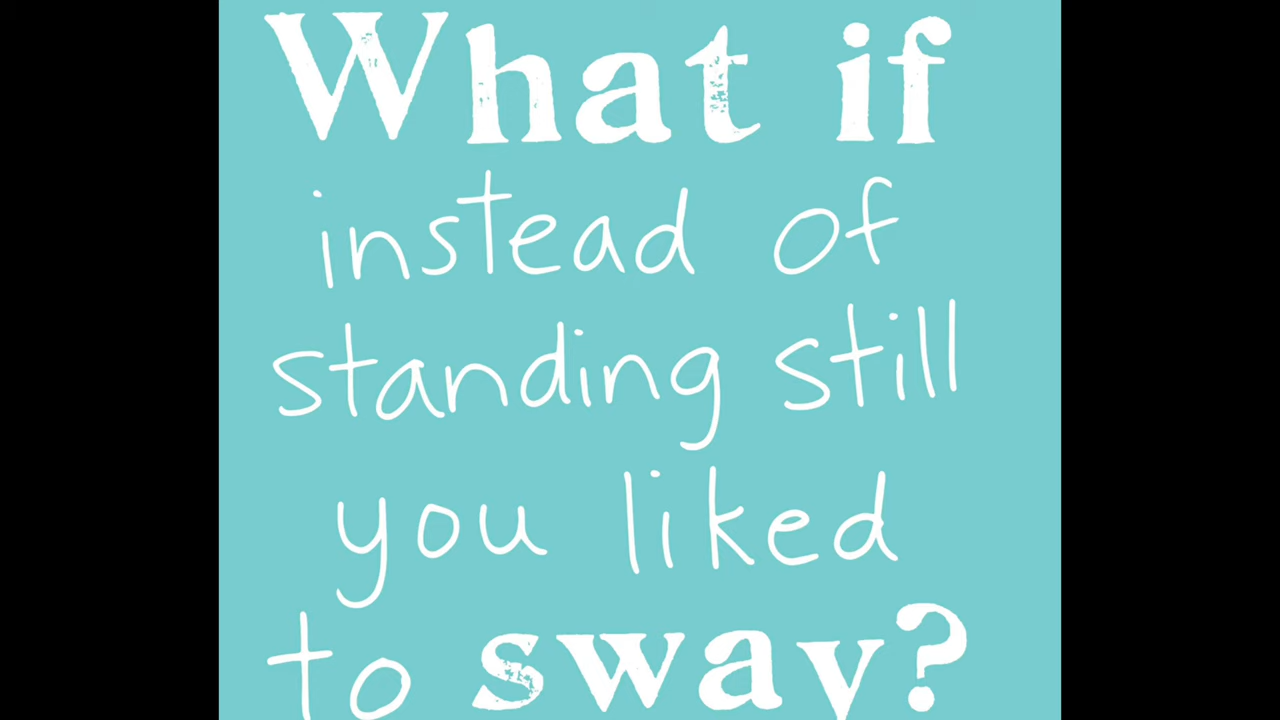 What if
instead of
standing still
you liked
to sway?